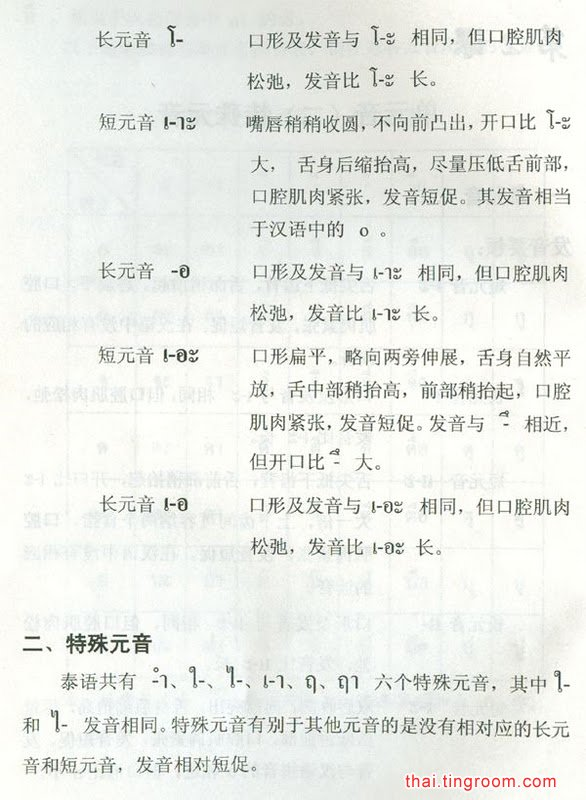 长元音 โ- 口形及发音与 โ-ะ 相同，但口腔肌肉
松弛，发音比 โ-ะ 长。
短元音 เ-าะ 嘴唇稍稍收圆，不向前凸出，开口比 โ-ะ
大， 舌身后缩抬高，尽量压低舌前部，
口腔肌肉紧张，发音短促。其发音相当
于汉语中的 o 。
长元音 -อ 口形及发音与 เ-าะ 相同，但口腔肌肉
松弛，发音比 เ-าะ 长。
短元音 เ-อะ 口形扁平，略向两旁伸展，舌身自然平
放，舌中部稍抬高，前部稍抬起，口腔
肌肉紧张，发音短促。发音与 -ึ 相近，
但开口比 -ึ 大。
长元音 เ-อ 口形及发音与 เ-อะ 相同，但口腔肌肉
松弛，发音比 เ-อะ 长。
二、特殊元音
泰语共有 -ำ、ใ-、ไ-、เ-า、ฤ、ฤๅ 六个特殊元音，其中 ใ-
和 ไ- 发音相同。特殊元音有别于其他元音的是没有相对应的长元
音和短元音，发音相对短促。
thai.tingroom.com